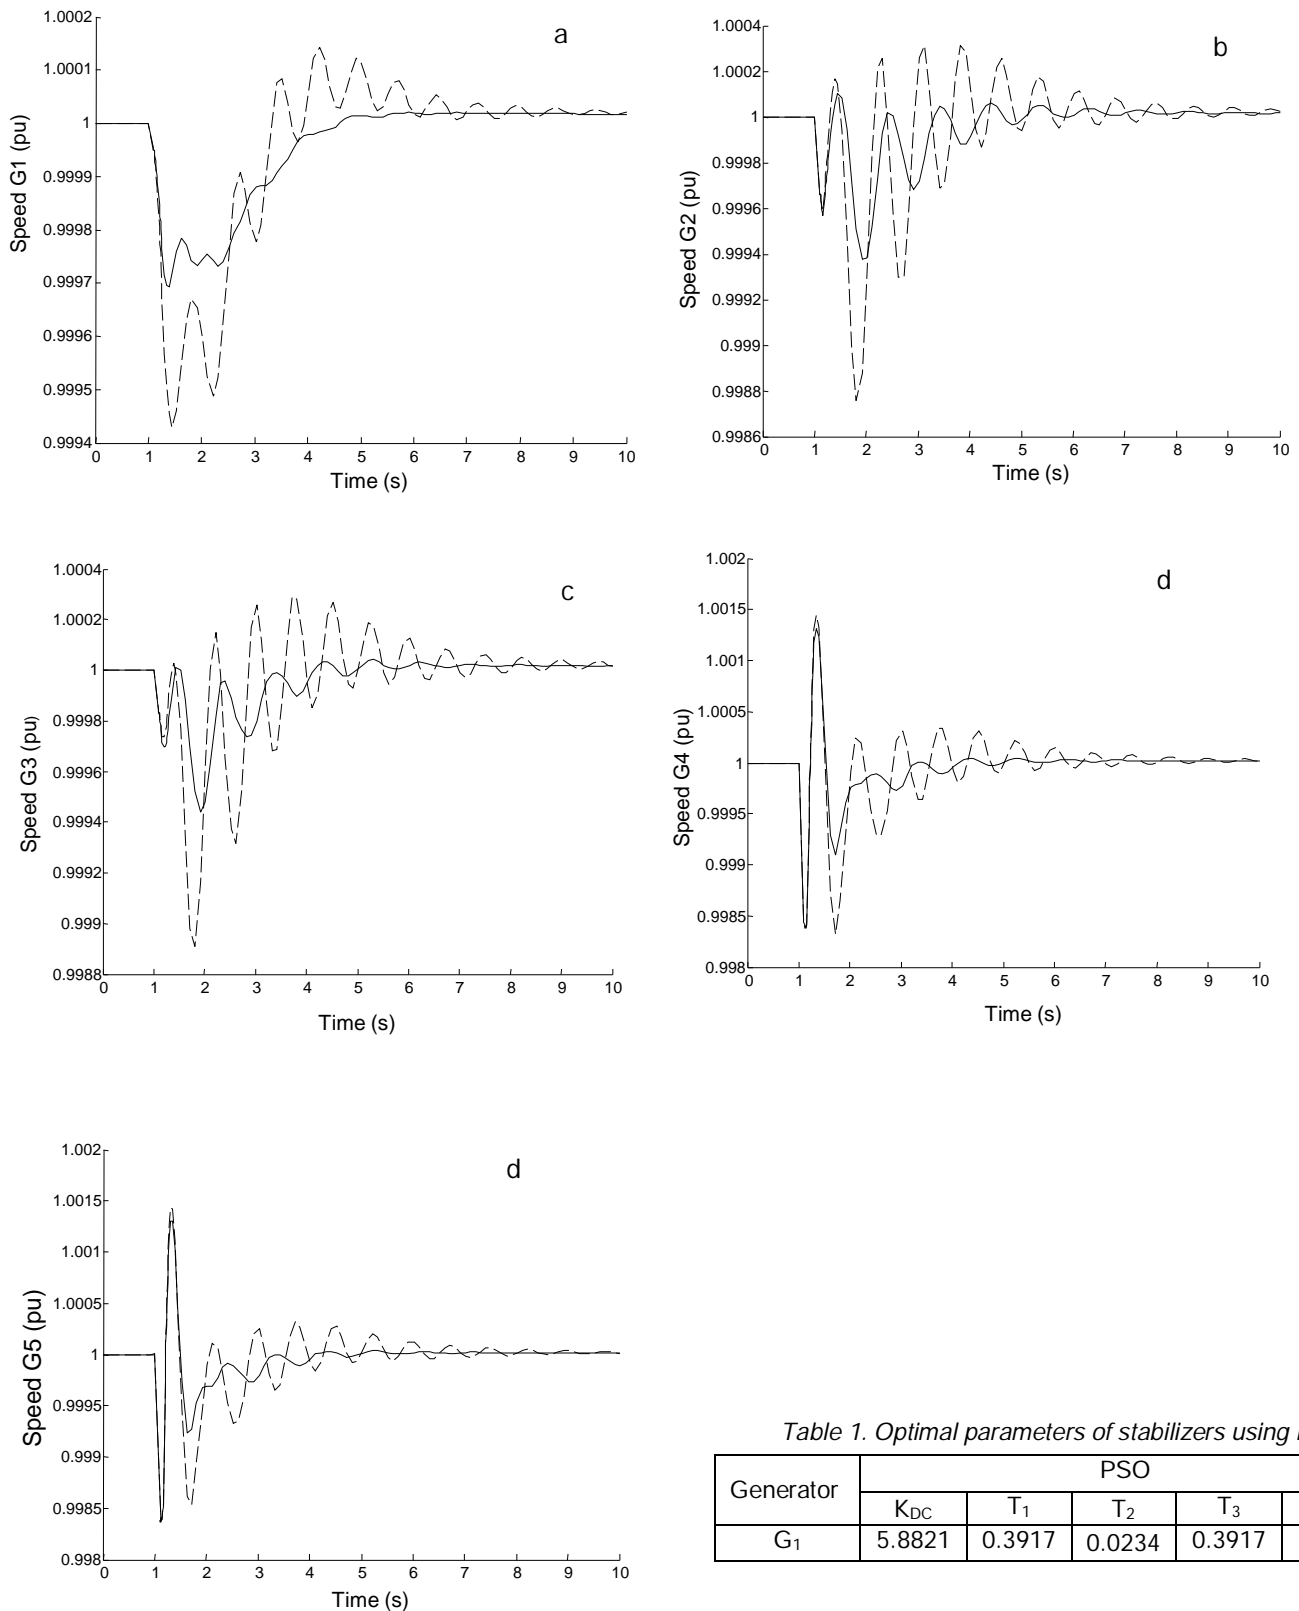 a
1.0002
1.0001
1
0.9999
0.9998
0.9997
0.9996
0.9995
0.9994
Speed G1 (pu)
0 1 2 3 4 5 6 7 8 9 10
Time (s)
b
1.0004
1.0002
1
0.9998
0.9996
0.9994
0.9992
0.999
0.9988
0.9986
Speed G2 (pu)
0 1 2 3 4 5 6 7 8 9 10
Time (s)
c
1.0004
1.0002
1
0.9998
0.9996
0.9994
0.9992
0.999
0.9988
Speed G3 (pu)
0 1 2 3 4 5 6 7 8 9 10
Time (s)
d
1.002
1.0015
1.001
1.0005
1
0.9995
0.999
0.9985
0.998
Speed G4 (pu)
0 1 2 3 4 5 6 7 8 9 10
Time (s)
d
1.002
1.0015
1.001
1.0005
1
0.9995
0.999
0.9985
0.998
Speed G5 (pu)
0 1 2 3 4 5 6 7 8 9 10
Time (s)
Table 1. Optimal parameters of stabilizers using
Generator PSO
K_DC T₁ T₂ T₃
G₁ 5.8821 0.3917 0.0234 0.3917